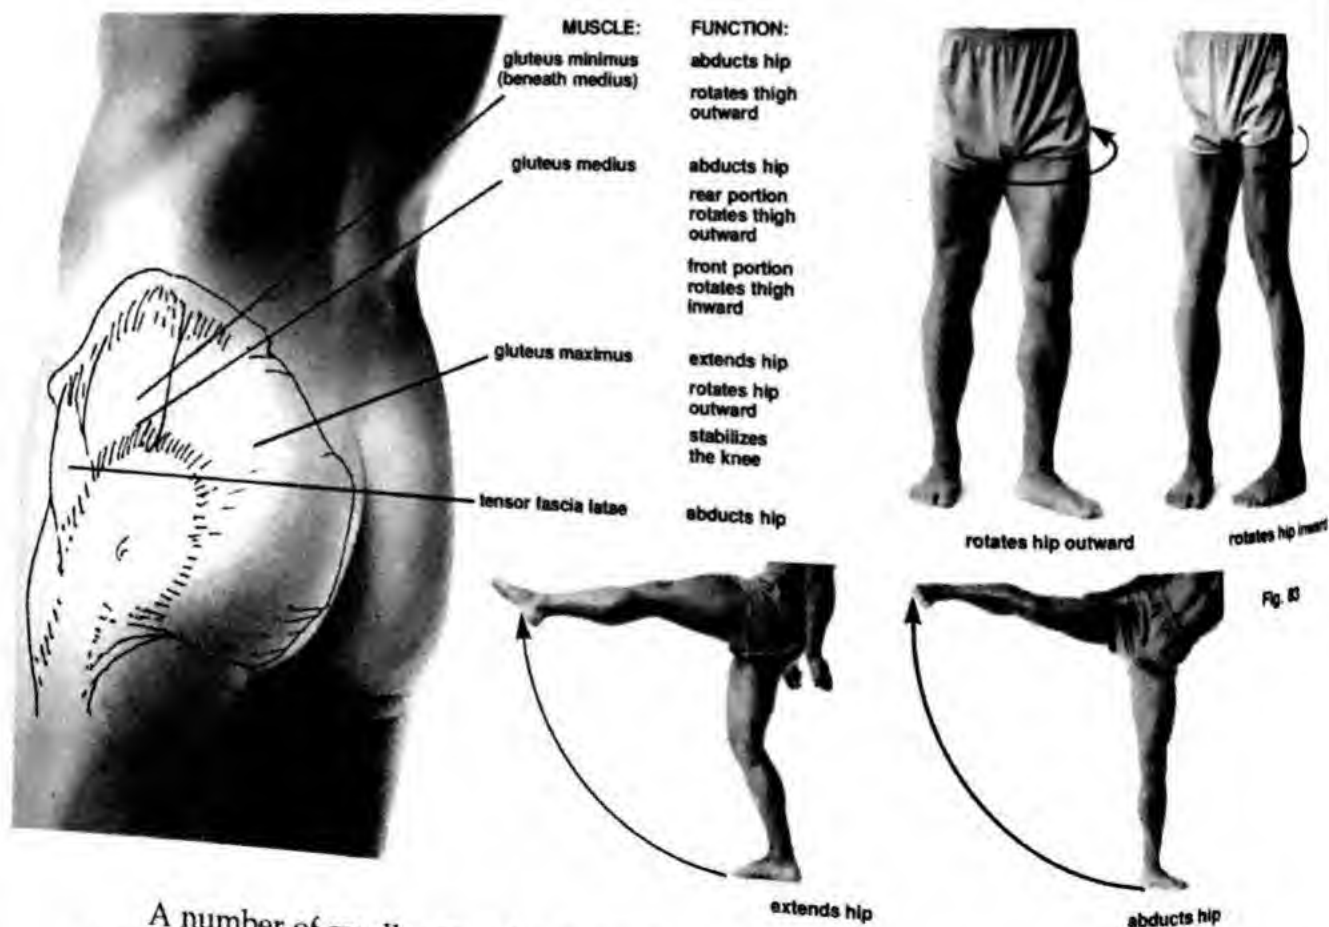 MUSCLE: FUNCTION:
gluteus minimus abducts hip
(beneath medius)
rotates thigh
outward
gluteus medius abducts hip
rear portion
rotates thigh
outward
front portion
rotates thigh
inward
gluteus maximus extends hip
rotates hip
outward
stabilizes
the knee
tensor fascia latae abducts hip
rotates hip outward
rotates hip inward
Fig. 83
extends hip
abducts hip
A number of